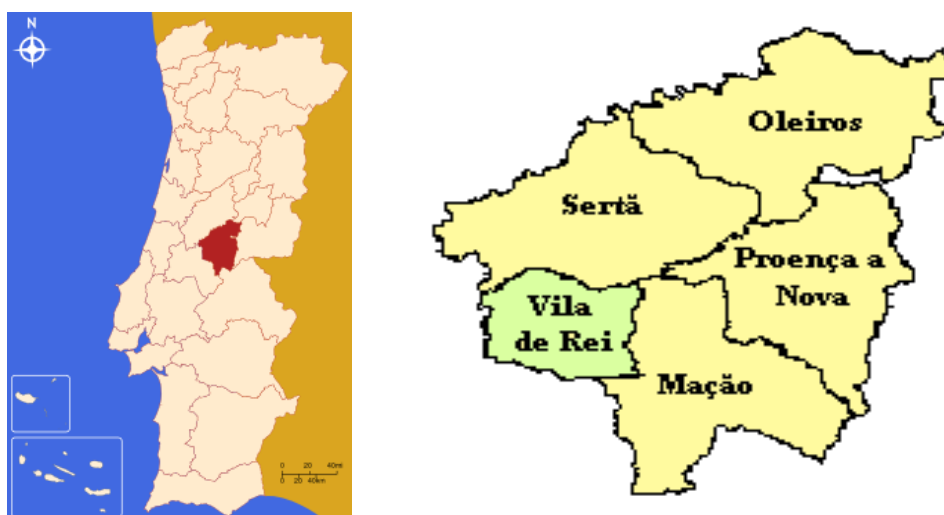 N
0 20 40mi
0 20 40km
Oleiros
Sertã
Proença a
Nova
Vila
de Rei
Mação